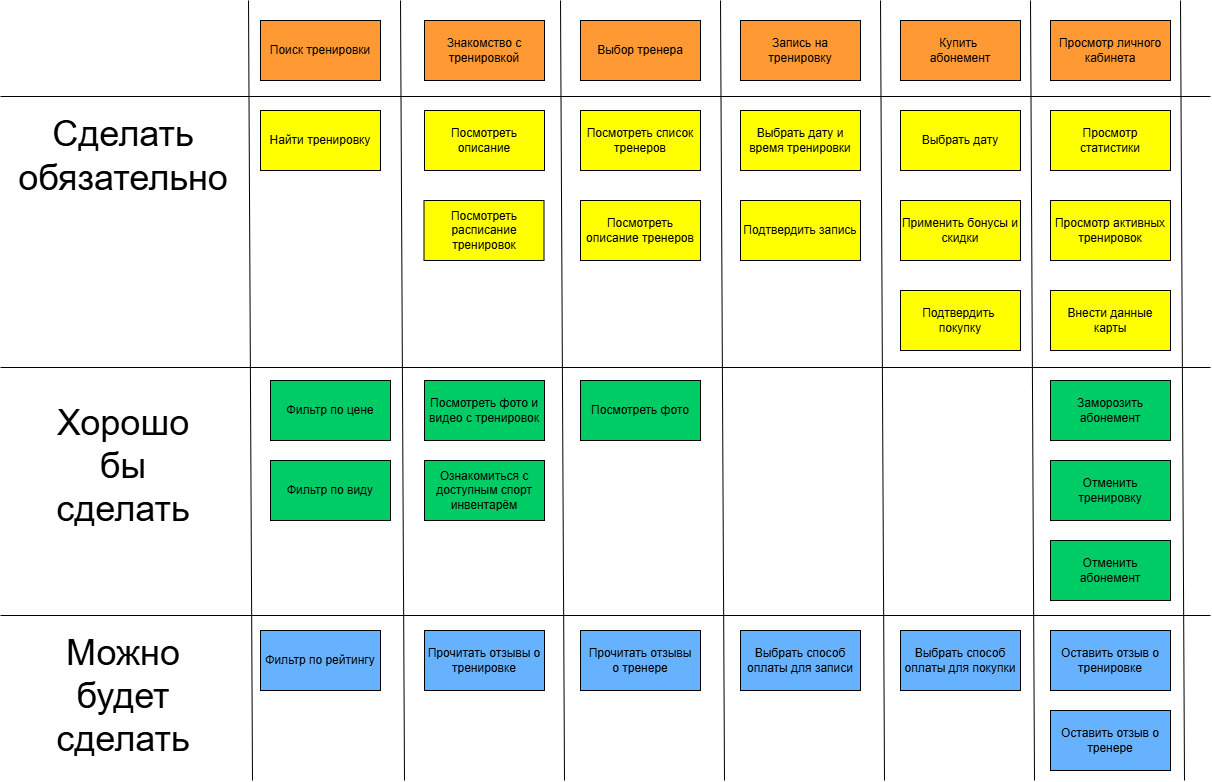 Поиск тренировки
Знакомство с
тренировкой
Выбор тренера
Запись на
тренировку
Купить
абонемент
Просмотр личного
кабинета
Сделать
обязательно
Найти тренировку
Посмотреть
описание
Посмотреть список
тренеров
Выбрать дату и
время тренировки
Выбрать дату
Просмотр
статистики
Посмотреть
расписание
тренировок
Посмотреть
описание тренеров
Подтвердить запись
Применить бонусы и
скидки
Просмотр активных
тренировок
Подтвердить
покупку
Внести данные
карты
Хорошо
бы
сделать
Фильтр по цене
Посмотреть фото и
видео с тренировок
Посмотреть фото
Заморозить
абонемент
Фильтр по виду
Ознакомиться с
доступным спорт
инвентарём
Отменить
тренировку
Отменить
абонемент
Можно
будет
сделать
Фильтр по рейтингу
Прочитать отзывы о
тренировке
Прочитать отзывы
о тренере
Выбрать способ
оплаты для записи
Выбрать способ
оплаты для покупки
Оставить отзыв о
тренировке
Оставить отзыв о
тренере